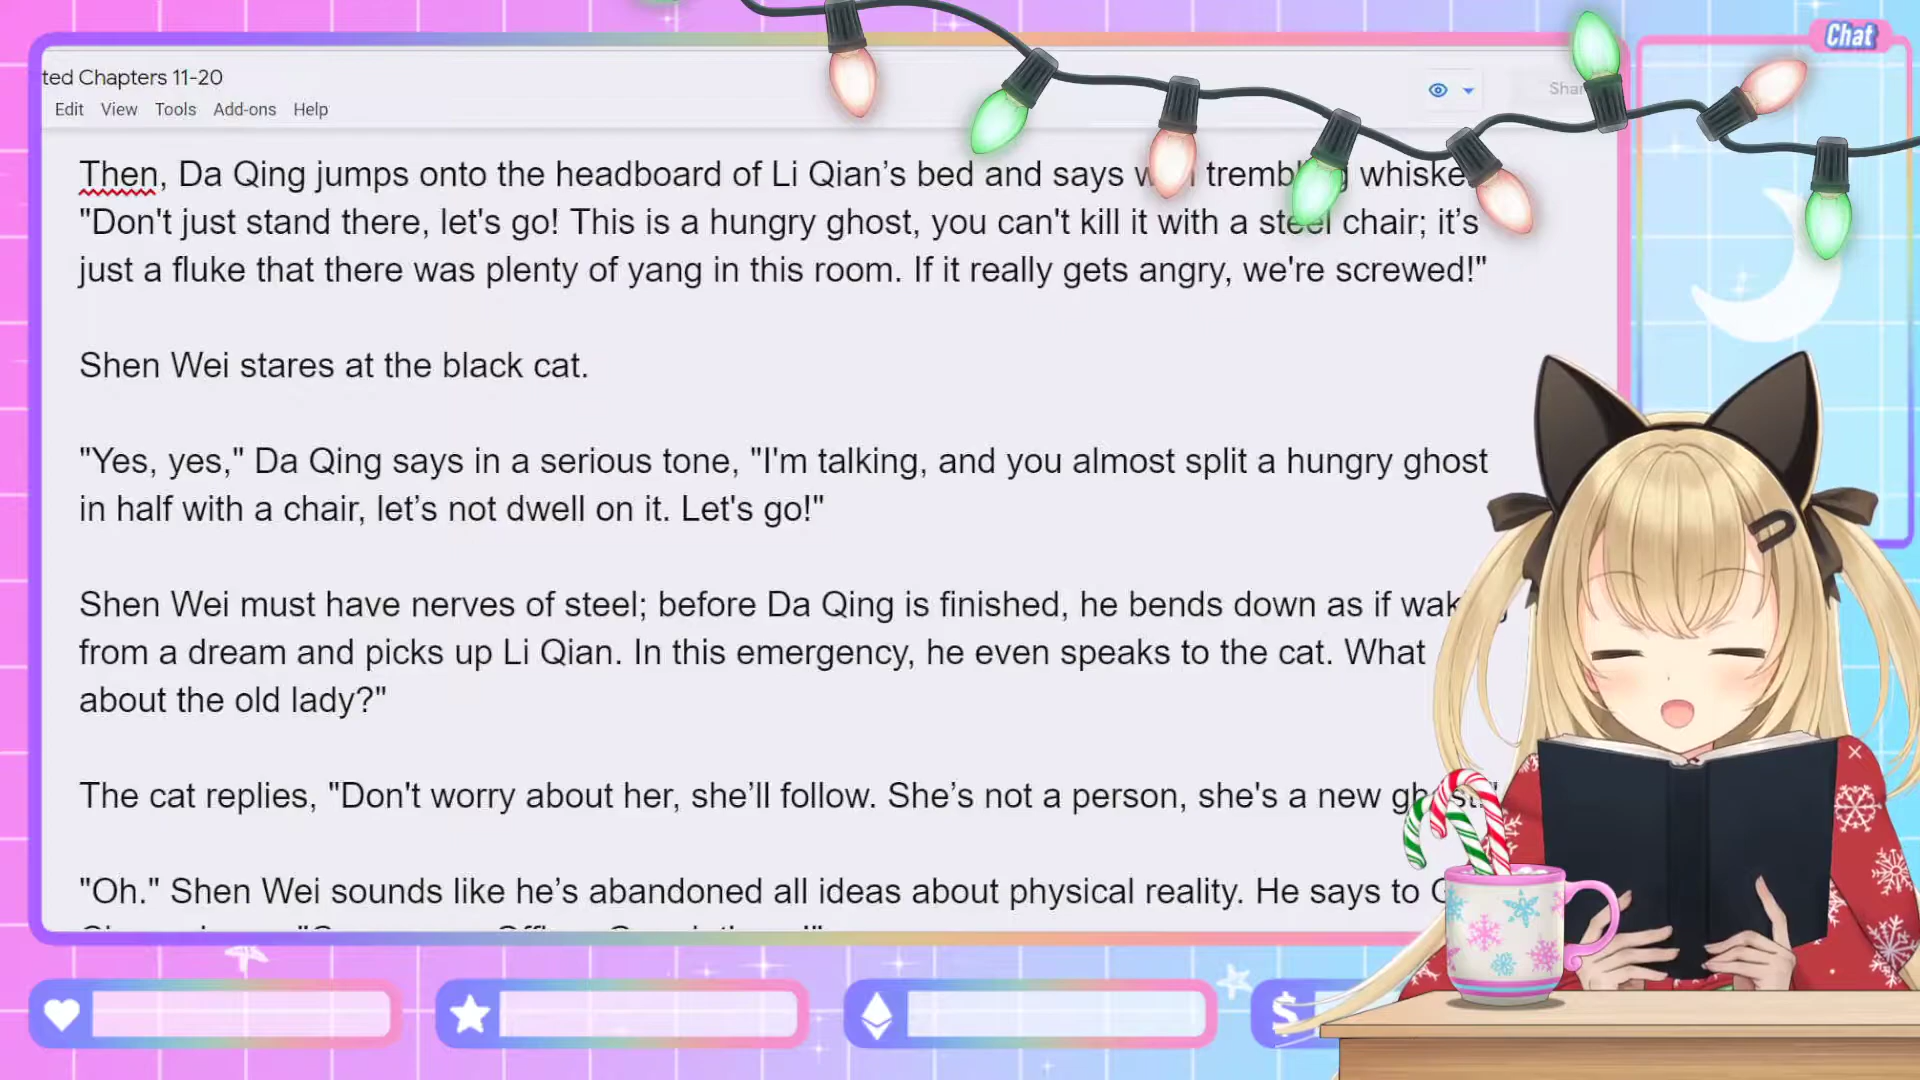 Chat
ted Chapters 11-20
Edit View Tools Add-ons Help
Shar
Then, Da Qing jumps onto the headboard of Li Qian’s bed and says
"Don't just stand there, let's go! This is a hungry ghost, you can't kill it with a steel chair; it’s
just a fluke that there was plenty of yang in this room. If it really gets angry, we're screwed!"
Shen Wei stares at the black cat.
"Yes, yes," Da Qing says in a serious tone, "I'm talking, and you almost split a hungry ghost
in half with a chair, let’s not dwell on it. Let's go!"
Shen Wei must have nerves of steel; before Da Qing is finished, he bends down as if
from a dream and picks up Li Qian. In this emergency, he even speaks to the cat. What
about the old lady?"
The cat replies, "Don't worry about her, she’ll follow. She’s not a person, she's a new
"Oh." Shen Wei sounds like he’s abandoned all ideas about physical reality. He says to